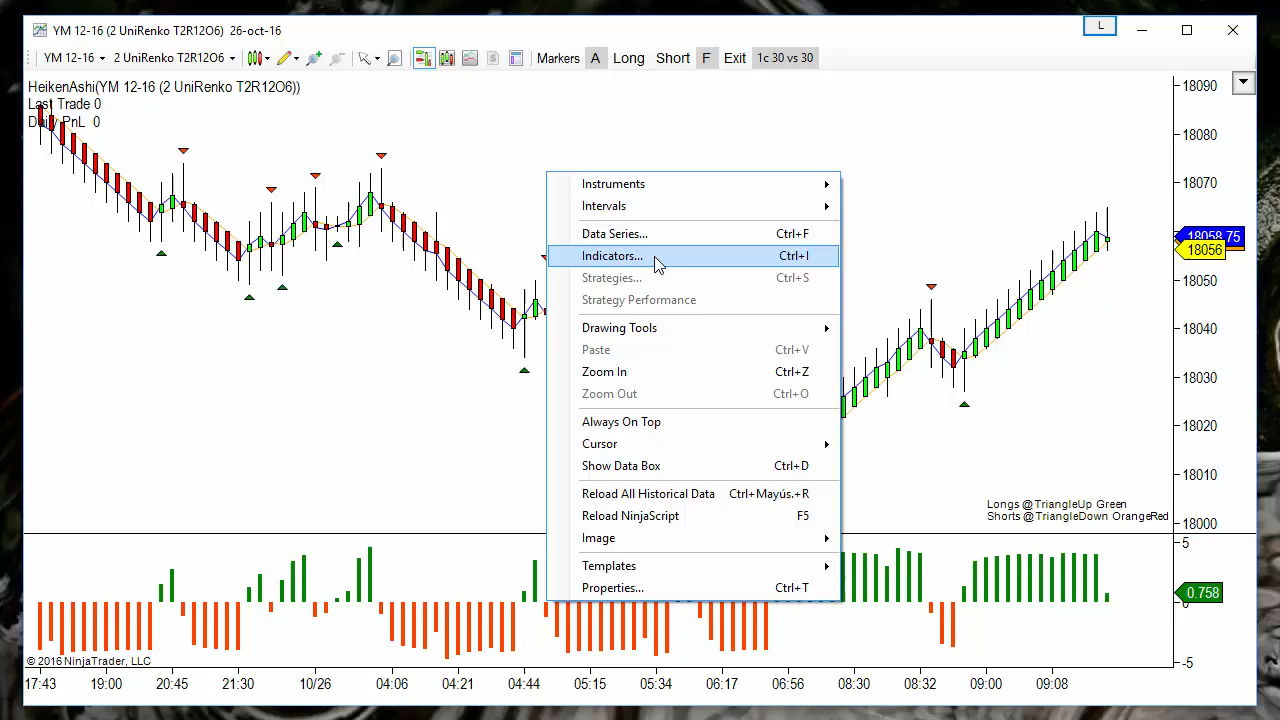 YM 12-16 (2 UniRenko T2R12O6) 26-oct-16
L
YM 12-16 2 UniRenko T2R12O6 Markers A Long Short F Exit 1c 30 vs 30
HeikenAshi(YM 12-16 (2 UniRenko T2R12O6))
Last Trade 0
Daily PnL 0
18090
18080
18070
18058.75
18056
18050
18040
18030
18020
18010
18000
Instruments
Intervals
Data Series... Ctrl+F
Indicators... Ctrl+I
Strategies... Ctrl+S
Strategy Performance
Drawing Tools
Paste Ctrl+V
Zoom In Ctrl+Z
Zoom Out Ctrl+O
Always On Top
Cursor
Show Data Box Ctrl+D
Reload All Historical Data Ctrl+Mayús.+R
Reload NinjaScript F5
Image
Templates
Properties... Ctrl+T
Longs @TriangleUp Green
Shorts @TriangleDown OrangeRed
5
0.758
0
-5
© 2016 NinjaTrader, LLC
17:43 19:00 20:45 21:30 10/26 04:06 04:21 04:44 05:15 05:34 06:17 06:56 08:30 08:32 09:00 09:08